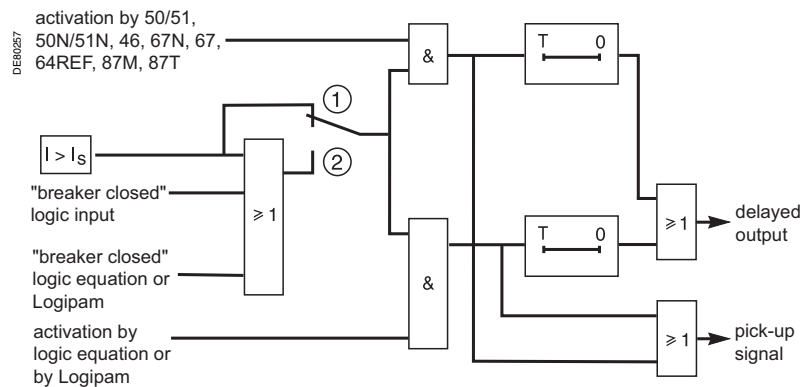 DE80257
activation by 50/51,
50N/51N, 46, 67N, 67,
64REF, 87M, 87T
&
T 0
1
I > IS
2
"breaker closed"
logic input
⩾ 1
"breaker closed"
logic equation or
Logipam
activation by
logic equation or
by Logipam
&
T 0
⩾ 1
delayed
output
⩾ 1
pick-up
signal